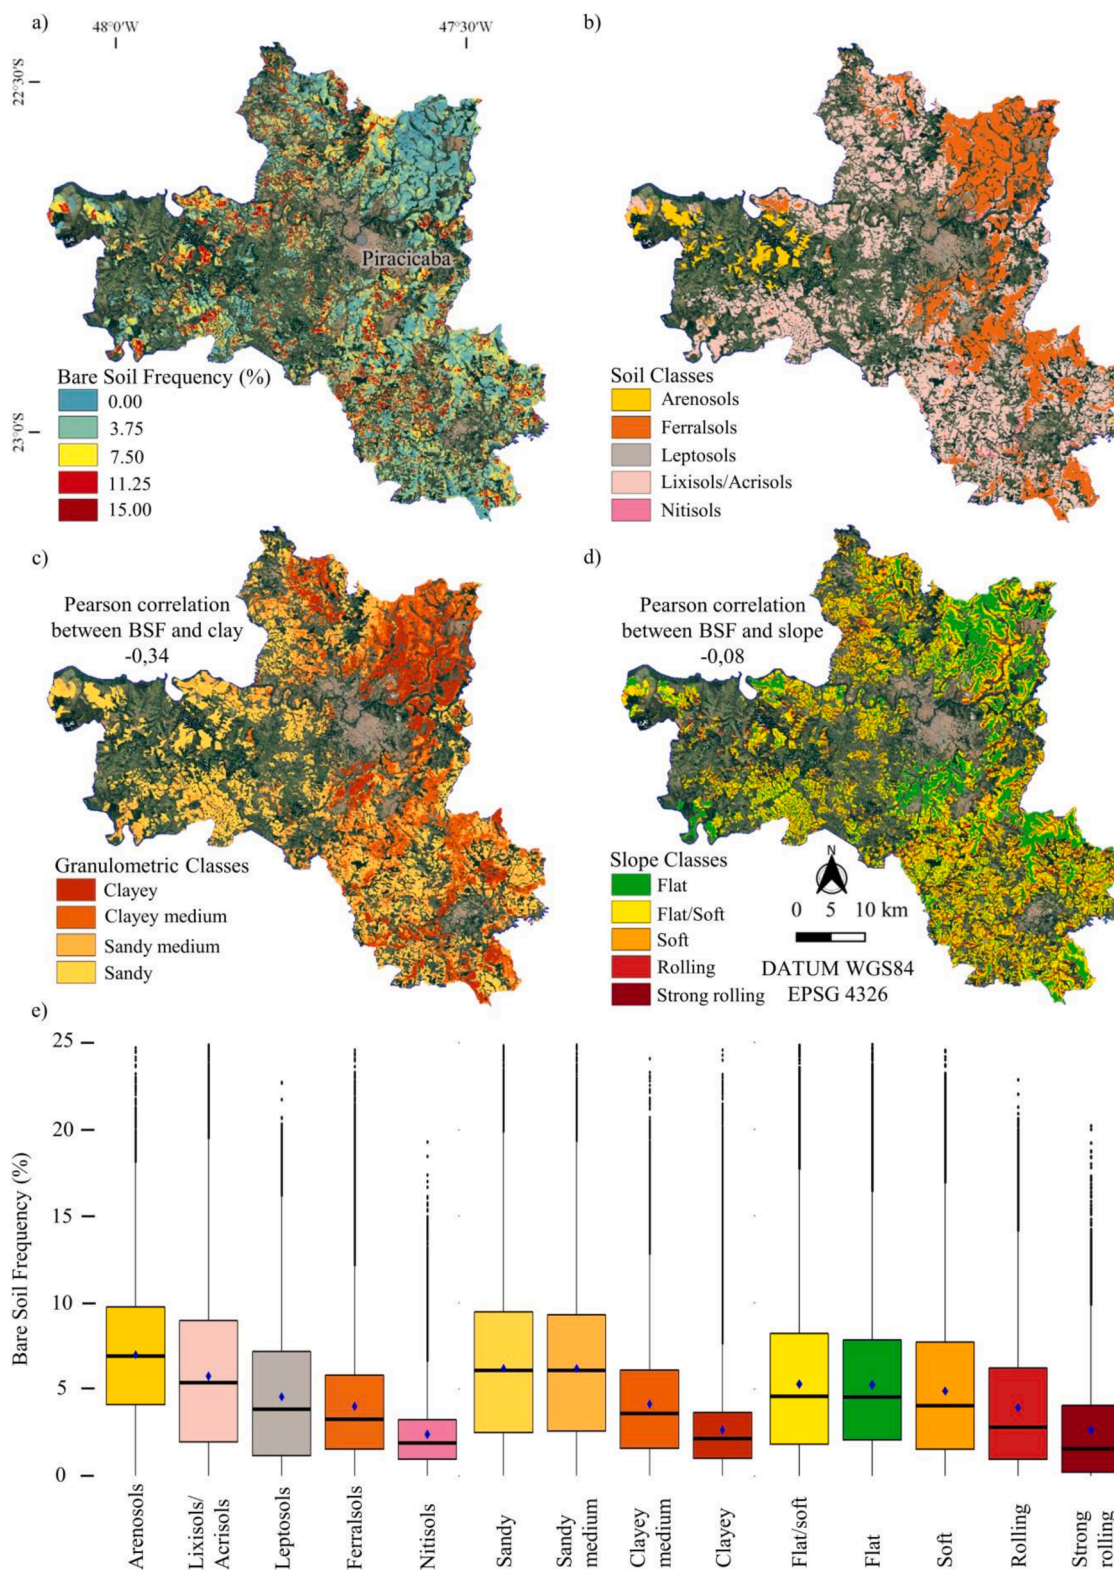 a)
48°0'W
47°30'W
22°30'S
23°0'S
Piracicaba
Bare Soil Frequency (%)
0.00
3.75
7.50
11.25
15.00
b)
Soil Classes
Arenosols
Ferralsols
Leptosols
Lixisols/Acrisols
Nitisols
c)
Pearson correlation
between BSF and clay
-0,34
Granulometric Classes
Clayey
Clayey medium
Sandy medium
Sandy
d)
Pearson correlation
between BSF and slope
-0,08
Slope Classes
Flat
Flat/Soft
Soft
Rolling
Strong rolling
N
0 5 10 km
DATUM WGS84
EPSG 4326
e)
Bare Soil Frequency (%)
25
20
15
10
5
0
Arenosols
Lixisols/
Acrisols
Leptosols
Ferralsols
Nitisols
Sandy
Sandy
medium
Clayey
medium
Clayey
Flat/soft
Flat
Soft
Rolling
Strong
rolling